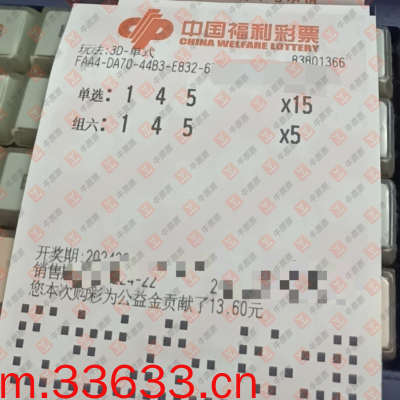 中国福利彩票
CHINA WELFARE LOTTERY
玩法:3D-单式
FAA4-DA70-44B3-E832-6 83801366
单选: 1 4 5 x15
组六: 1 4 5 x5
开奖期:
销售
您本次购彩为公益金贡献了13.60元
m.33633.cn